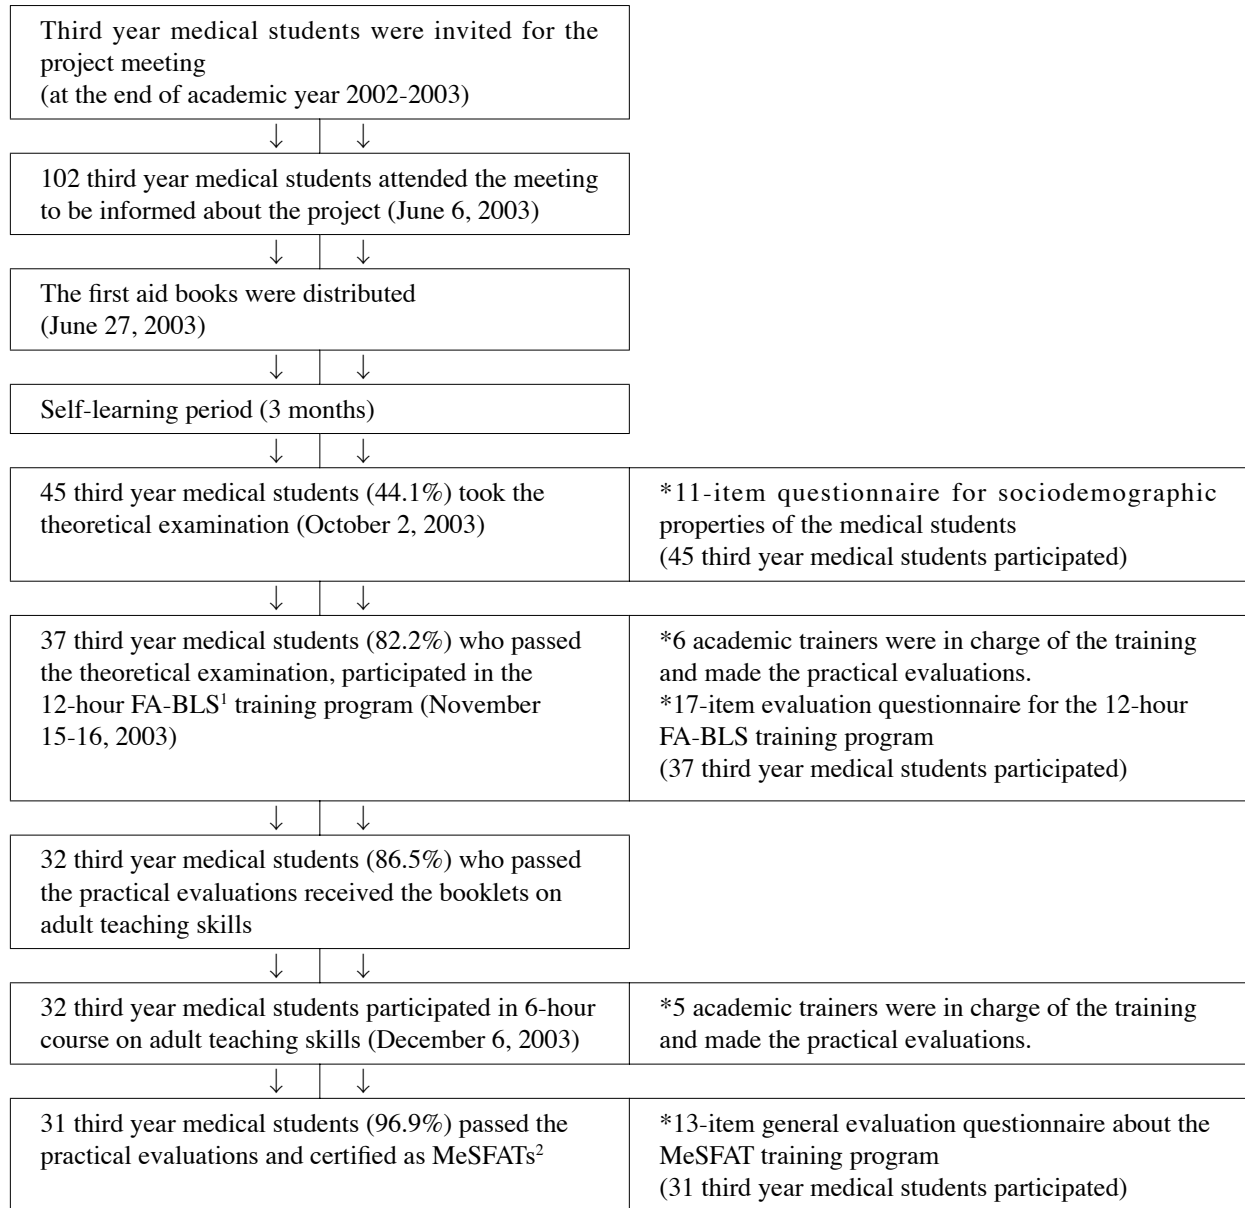 Third year medical students were invited for the
project meeting
(at the end of academic year 2002-2003)
↓ ↓
102 third year medical students attended the meeting
to be informed about the project (June 6, 2003)
↓ ↓
The first aid books were distributed
(June 27, 2003)
↓ ↓
Self-learning period (3 months)
↓ ↓
45 third year medical students (44.1%) took the
theoretical examination (October 2, 2003)
*11-item questionnaire for sociodemographic
properties of the medical students
(45 third year medical students participated)
↓ ↓
37 third year medical students (82.2%) who passed
the theoretical examination, participated in the
12-hour FA-BLS¹ training program (November
15-16, 2003)
*6 academic trainers were in charge of the training
and made the practical evaluations.
*17-item evaluation questionnaire for the 12-hour
FA-BLS training program
(37 third year medical students participated)
↓ ↓
32 third year medical students (86.5%) who passed
the practical evaluations received the booklets on
adult teaching skills
↓ ↓
32 third year medical students participated in 6-hour
course on adult teaching skills (December 6, 2003)
*5 academic trainers were in charge of the training
and made the practical evaluations.
↓ ↓
31 third year medical students (96.9%) passed the
practical evaluations and certified as MeSFATs²
*13-item general evaluation questionnaire about the
MeSFAT training program
(31 third year medical students participated)